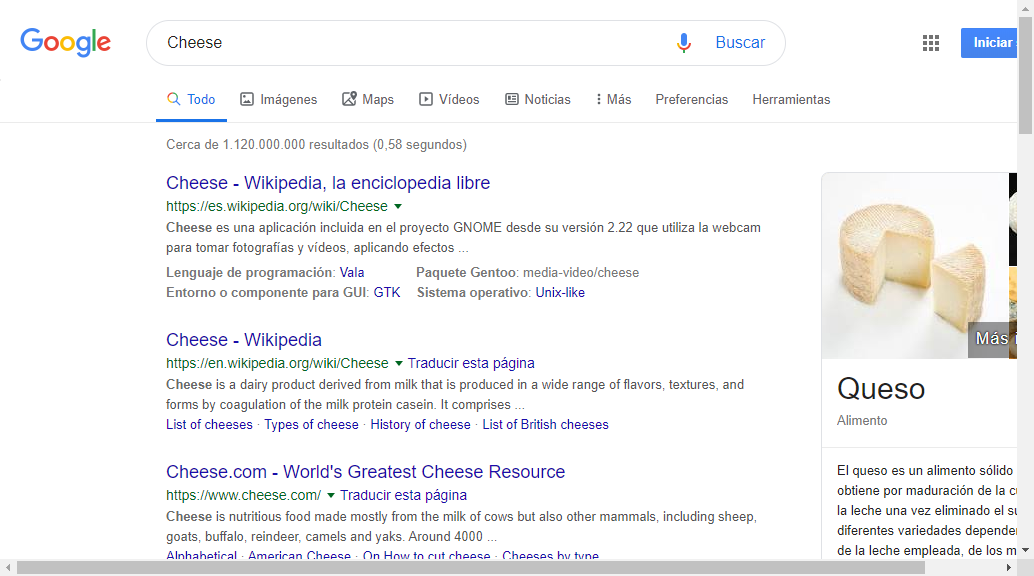 Google
Cheese
Buscar
Iniciar
Todo
Imágenes
Maps
Vídeos
Noticias
Más
Preferencias
Herramientas
Cerca de 1.120.000.000 resultados (0,58 segundos)
Cheese - Wikipedia, la enciclopedia libre
https://es.wikipedia.org/wiki/Cheese
Cheese es una aplicación incluida en el proyecto GNOME desde su versión 2.22 que utiliza la webcam
para tomar fotografías y vídeos, aplicando efectos ...
Lenguaje de programación: Vala Paquete Gentoo: media-video/cheese
Entorno o componente para GUI: GTK Sistema operativo: Unix-like
Cheese - Wikipedia
https://en.wikipedia.org/wiki/Cheese Traducir esta página
Cheese is a dairy product derived from milk that is produced in a wide range of flavors, textures, and
forms by coagulation of the milk protein casein. It comprises ...
List of cheeses · Types of cheese · History of cheese · List of British cheeses
Cheese.com - World's Greatest Cheese Resource
https://www.cheese.com/ Traducir esta página
Cheese is nutritious food made mostly from the milk of cows but also other mammals, including sheep,
goats, buffalo, reindeer, camels and yaks. Around 4000 ...
Alphabetical · American Cheese · On How to cut cheese · Cheeses by type
Más
Queso
Alimento
El queso es un alimento sólido
obtiene por maduración de la
la leche una vez eliminado el
diferentes variedades
de la leche empleada, de los